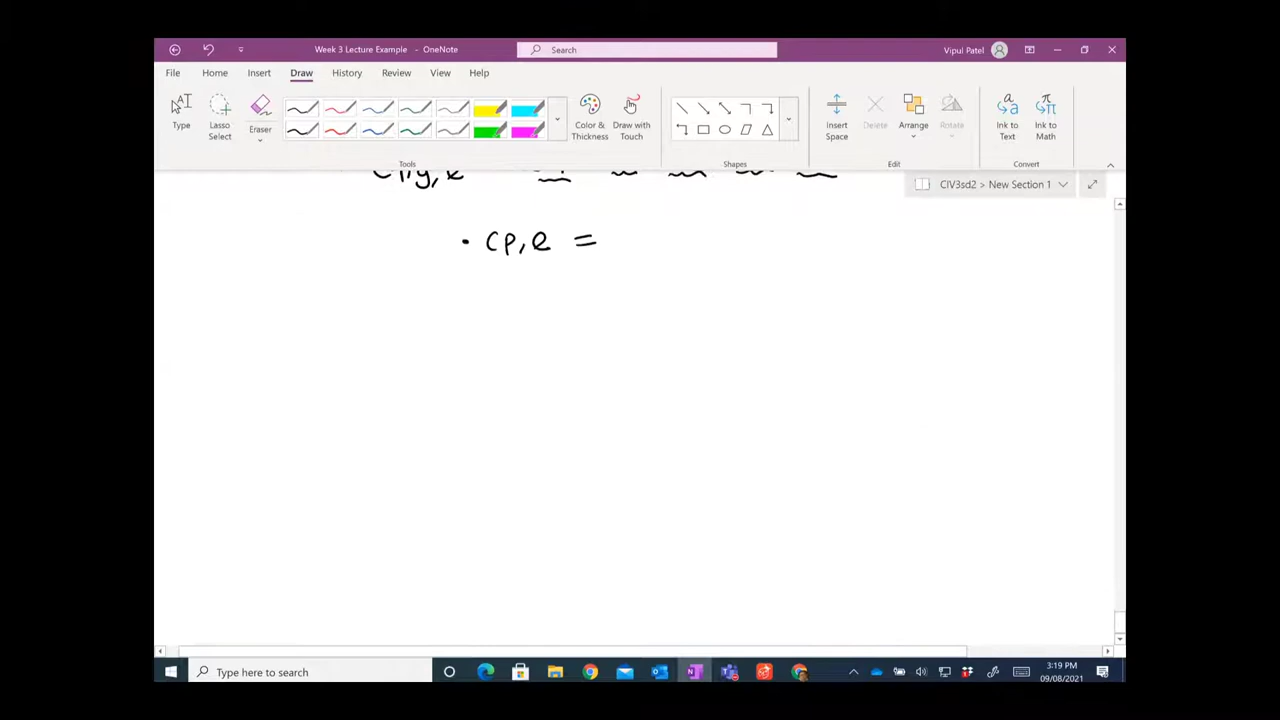 Week 3 Lecture Example - OneNote
Search
Vipul Patel
File Home Insert Draw History Review View Help
Type
Lasso Select
Eraser
Color & Thickness
Draw with Touch
Insert Space
Delete
Arrange
Rotate
Ink to Text
Ink to Math
Tools
Shapes
Edit
Convert
CIV3sd2 > New Section 1
• Cp,e =
Type here to search
3:19 PM
09/08/2021